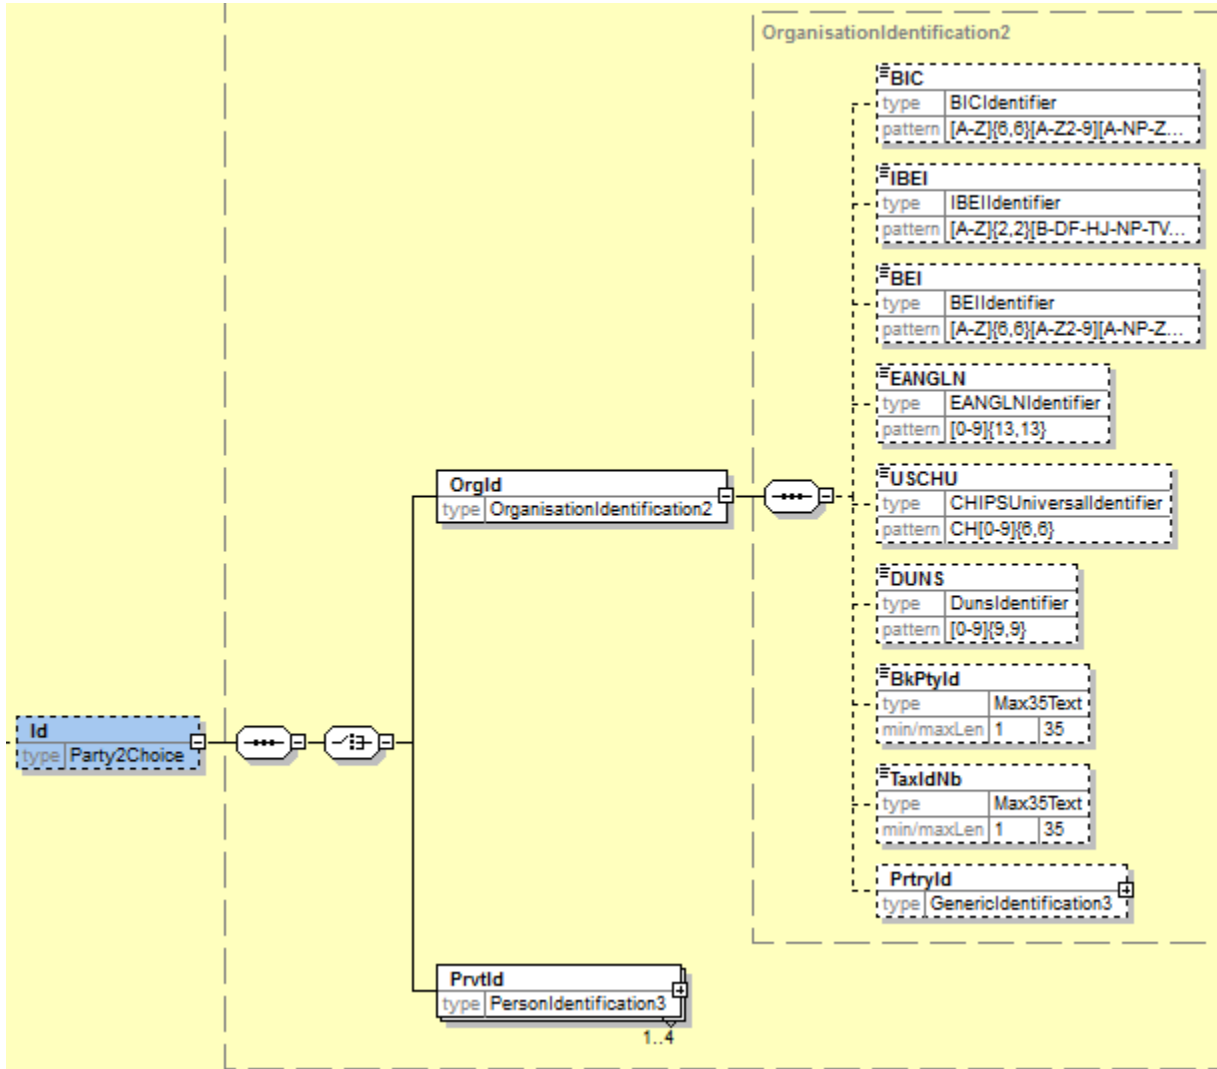 OrganisationIdentification2
BIC
type BICIdentifier
pattern [A-Z]{6,6}[A-Z2-9][A-NP-Z...
IBEI
type IBEIIdentifier
pattern [A-Z]{2,2}[B-DF-HJ-NP-TV...
BEI
type BEIIdentifier
pattern [A-Z]{6,6}[A-Z2-9][A-NP-Z...
EANGLN
type EANGLNIdentifier
pattern [0-9]{13,13}
OrgId
type OrganisationIdentification2
USCHU
type CHIPSUniversalIdentifier
pattern CH[0-9]{6,6}
DUNS
type DunsIdentifier
pattern [0-9]{9,9}
BkPtyId
type Max35Text
min/maxLen 1 35
Id
type Party2Choice
TaxIdNb
type Max35Text
min/maxLen 1 35
PrtryId
type GenericIdentification3
PrvtId
type PersonIdentification3
1..4